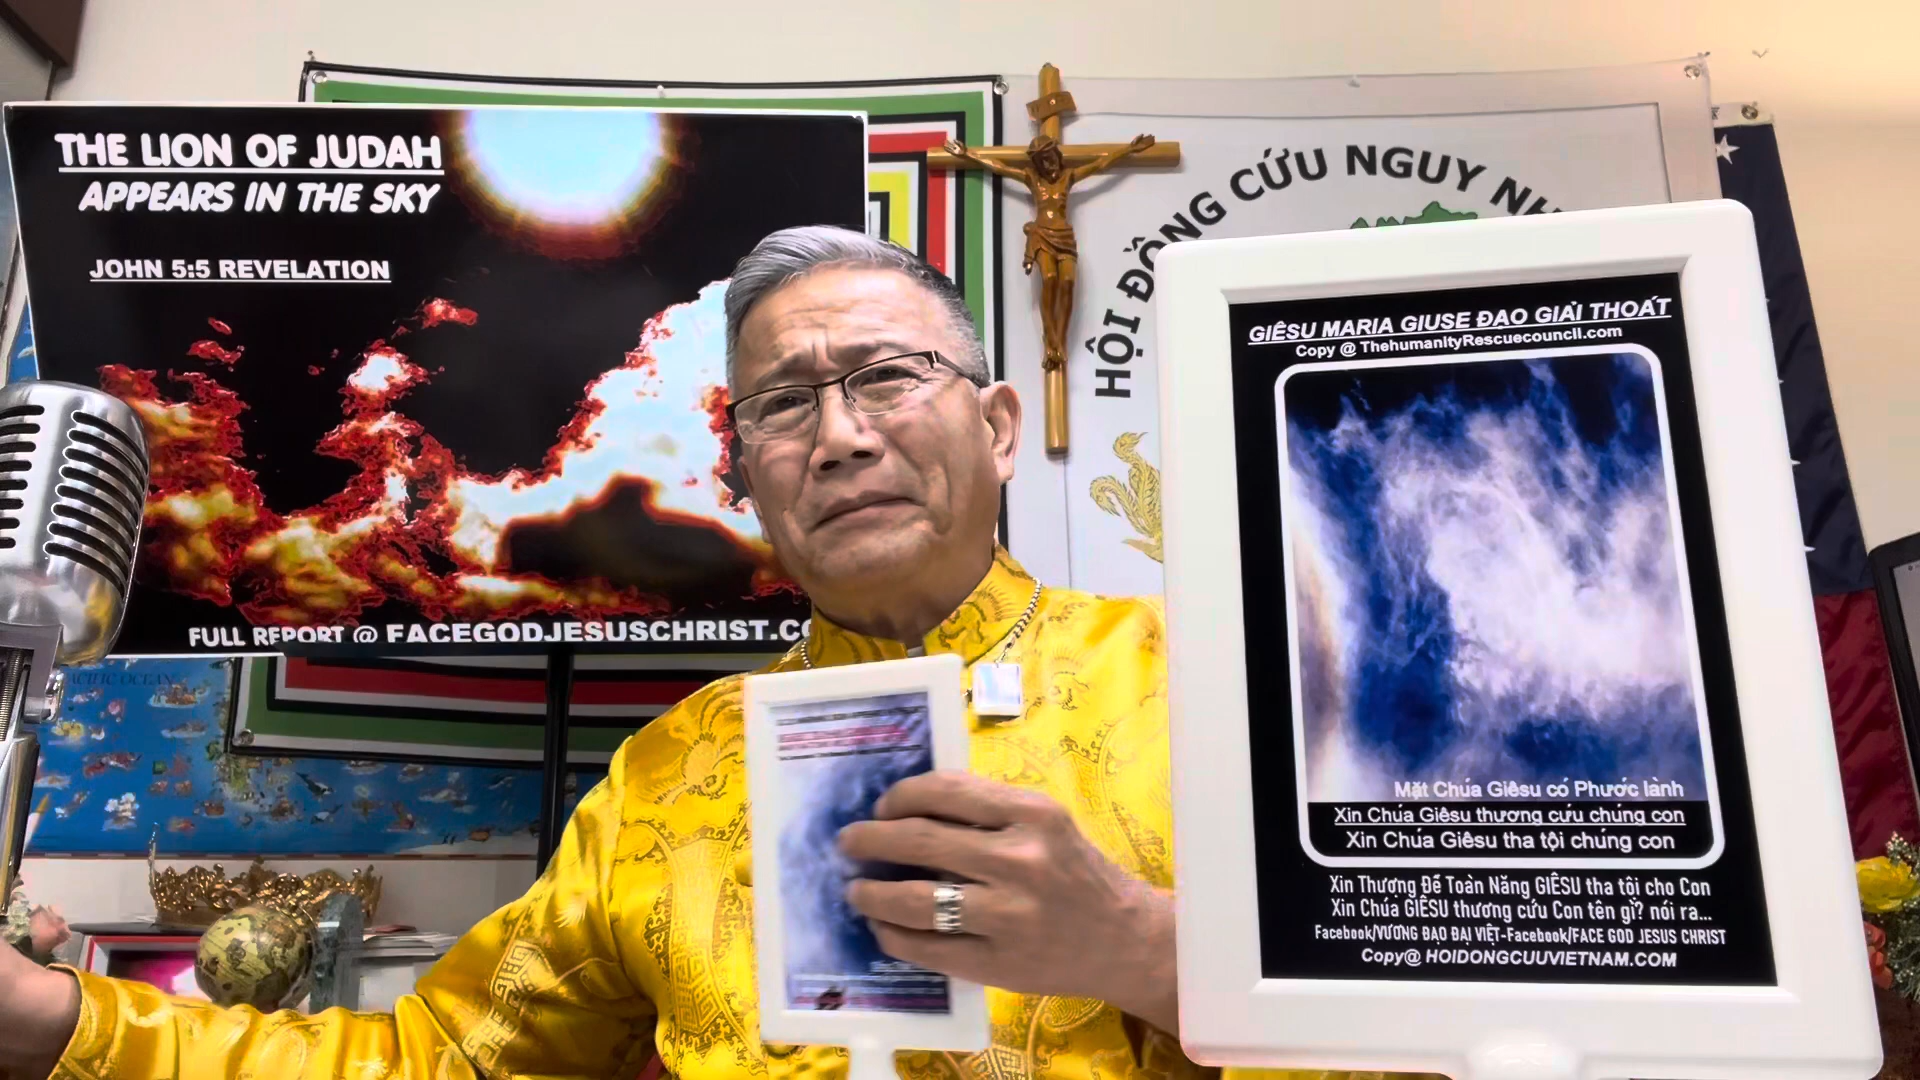 THE LION OF JUDAH
APPEARS IN THE SKY
JOHN 5:5 REVELATION
FULL REPORT @ FACEGODJESUSCHRIST.CO
HỘI ĐỒNG CỨU NGUY NH
PACIFIC OCEAN
GIÊSU MARIA GIUSE ĐẠO GIẢI THOÁT
Copy @ ThehumanityRescuecouncil.com
Mặt Chúa Giêsu có Phước lành
Xin Chúa Giêsu thương cứu chúng con
Xin Chúa Giêsu tha tội chúng con
Xin Thượng Đế Toàn Năng GIÊSU tha tội cho Con
Xin Chúa GIÊSU thương cứu Con tên gì? nói ra...
Facebook/VƯƠNG ĐẠO ĐẠI VIỆT-Facebook/FACE GOD JESUS CHRIST
Copy@ HOIDONGCUUVIETNAM.COM